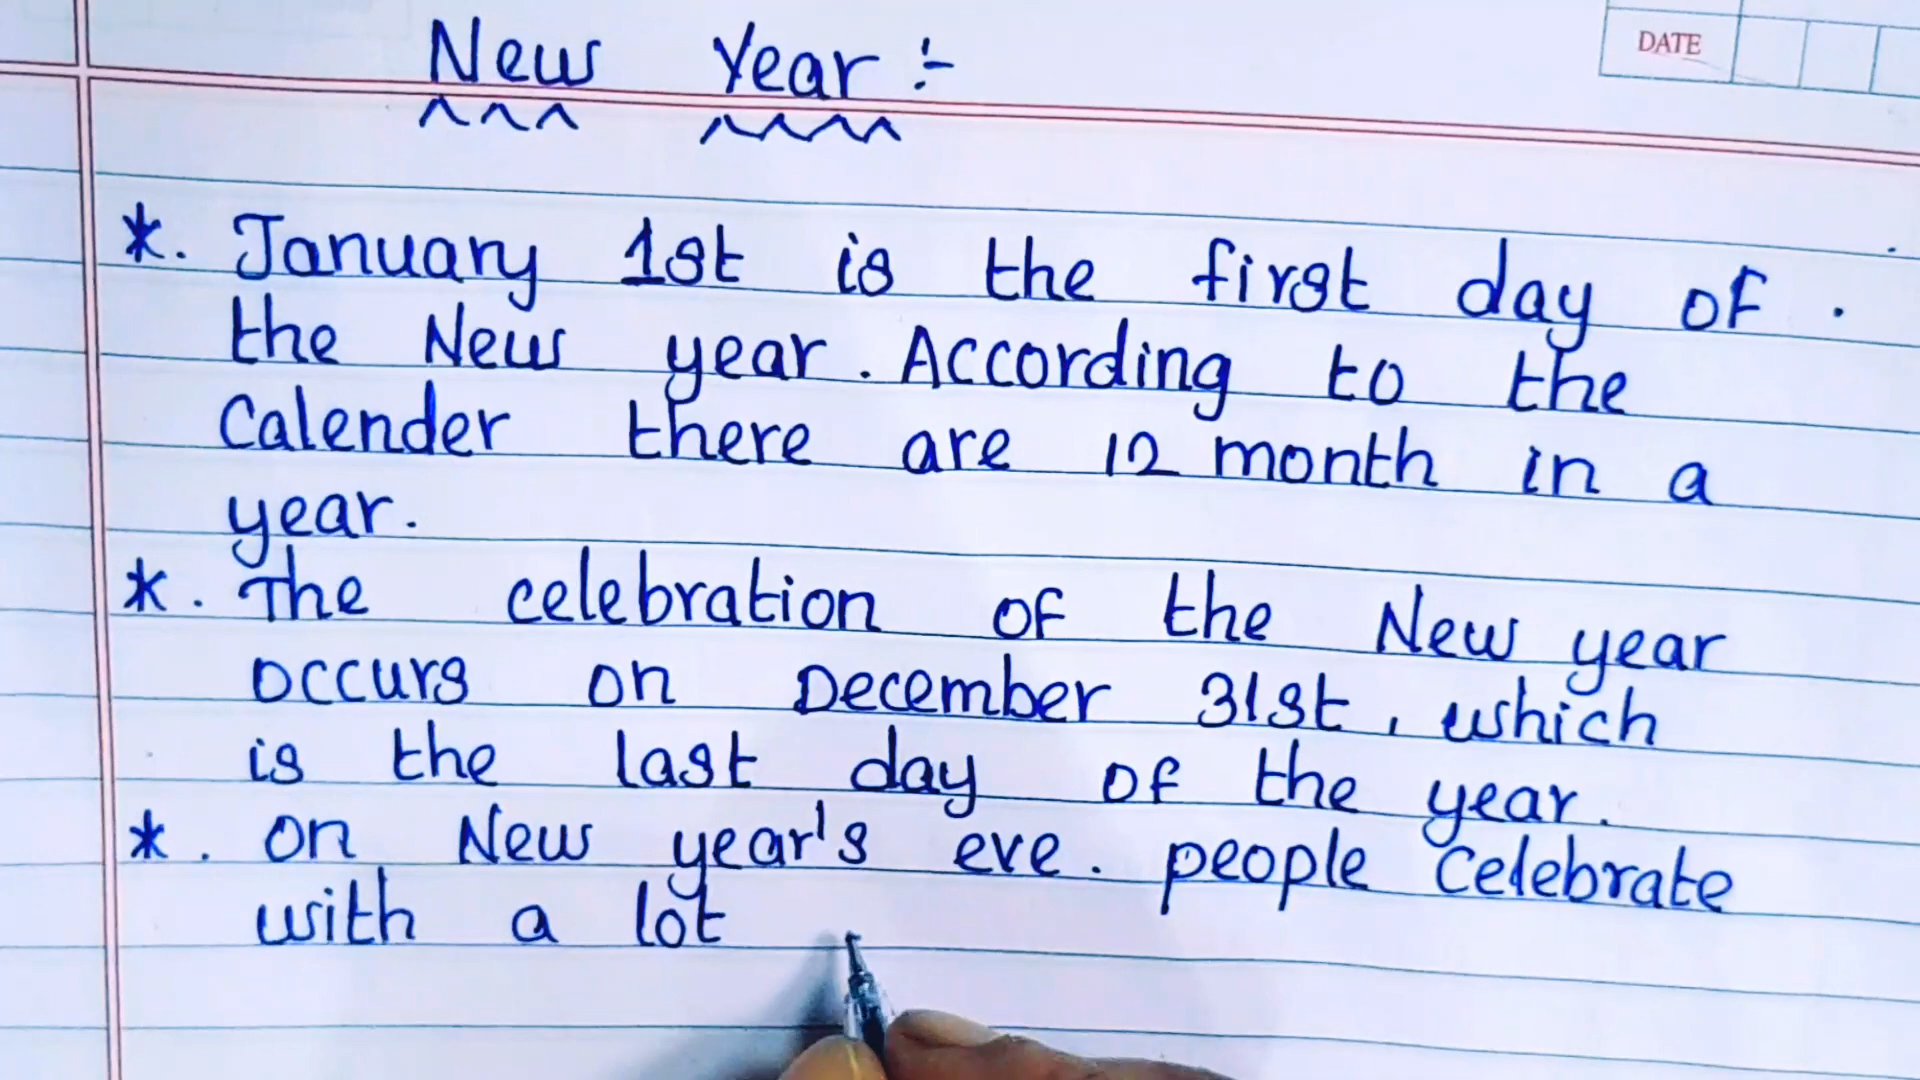 DATE
New Year :-
*. January 1st is the first day of .
the New year. According to the
Calender there are 12 month in a
year.
*. The celebration of the New year
occurs on December 31st, which
is the last day of the year.
*. on New year's eve. people celebrate
with a lot